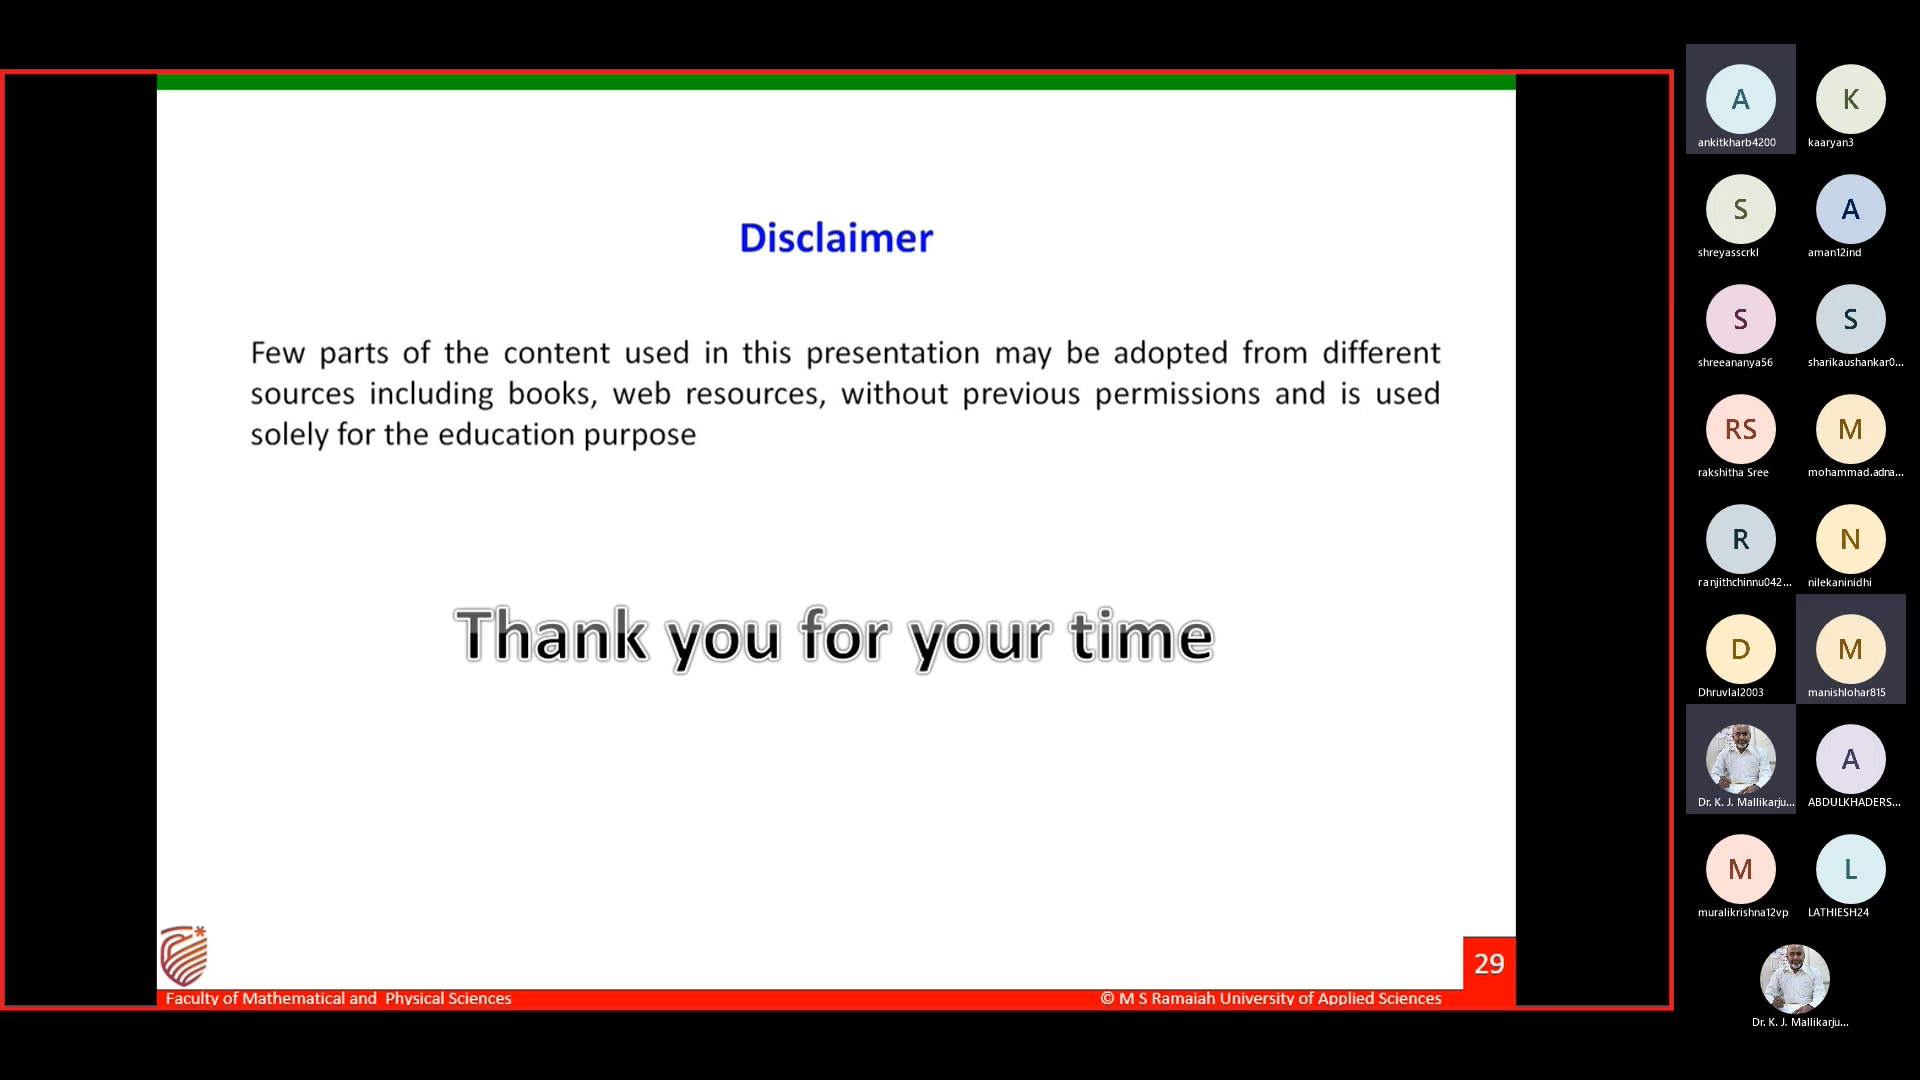 Disclaimer
Few parts of the content used in this presentation may be adopted from different
sources including books, web resources, without previous permissions and is used
solely for the education purpose
Thank you for your time
29
Faculty of Mathematical and Physical Sciences
© M S Ramaiah University of Applied Sciences
A
K
ankitkharb4200
kaaryan3
S
A
shreyasscrkl
aman12ind
S
S
shreeananya56
sharikaushankar0...
RS
M
rakshitha Sree
mohammad.adna...
R
N
ranjithchinnu042...
nilekaninidhi
D
M
Dhruvlal2003
manishlohar815
A
Dr. K. J. Mallikarju...
ABDULKHADERS...
M
L
muralikrishna12vp
LATHIESH24
Dr. K. J. Mallikarju...